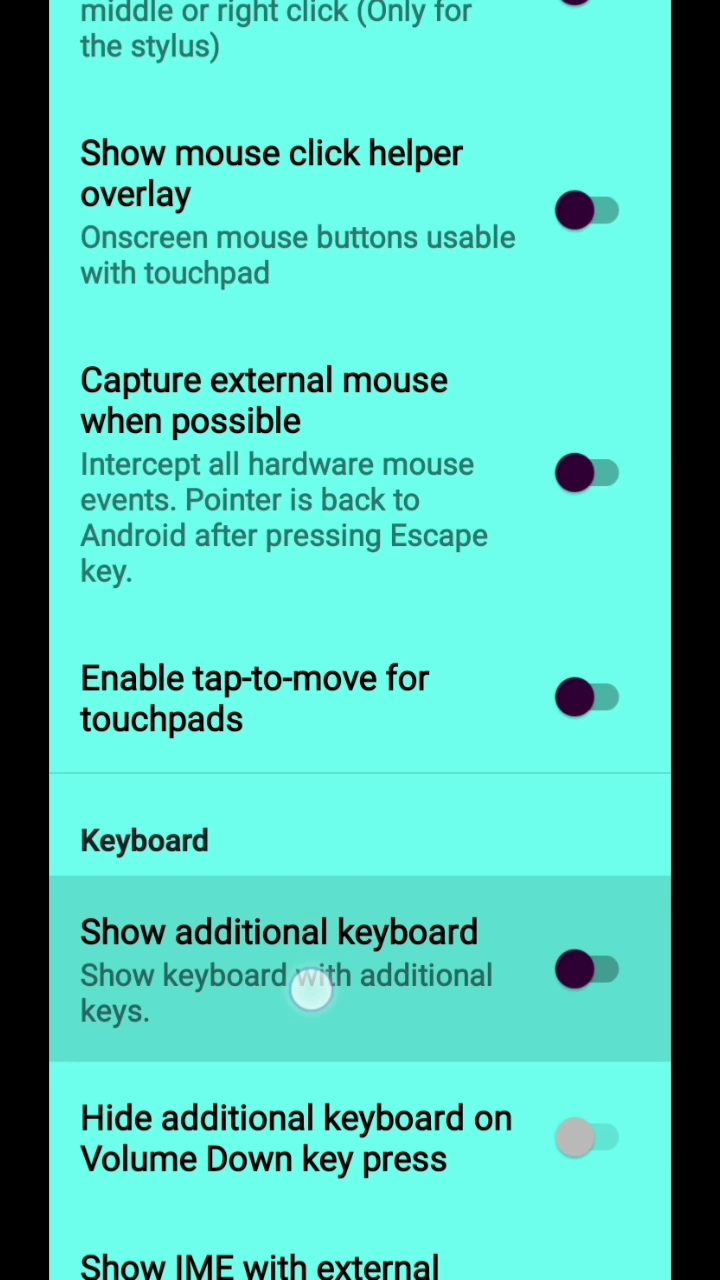 middle or right click (Only for
the stylus)
Show mouse click helper
overlay
Onscreen mouse buttons usable
with touchpad
Capture external mouse
when possible
Intercept all hardware mouse
events. Pointer is back to
Android after pressing Escape
key.
Enable tap-to-move for
touchpads
Keyboard
Show additional keyboard
Show keyboard with additional
keys.
Hide additional keyboard on
Volume Down key press
Show IME with external